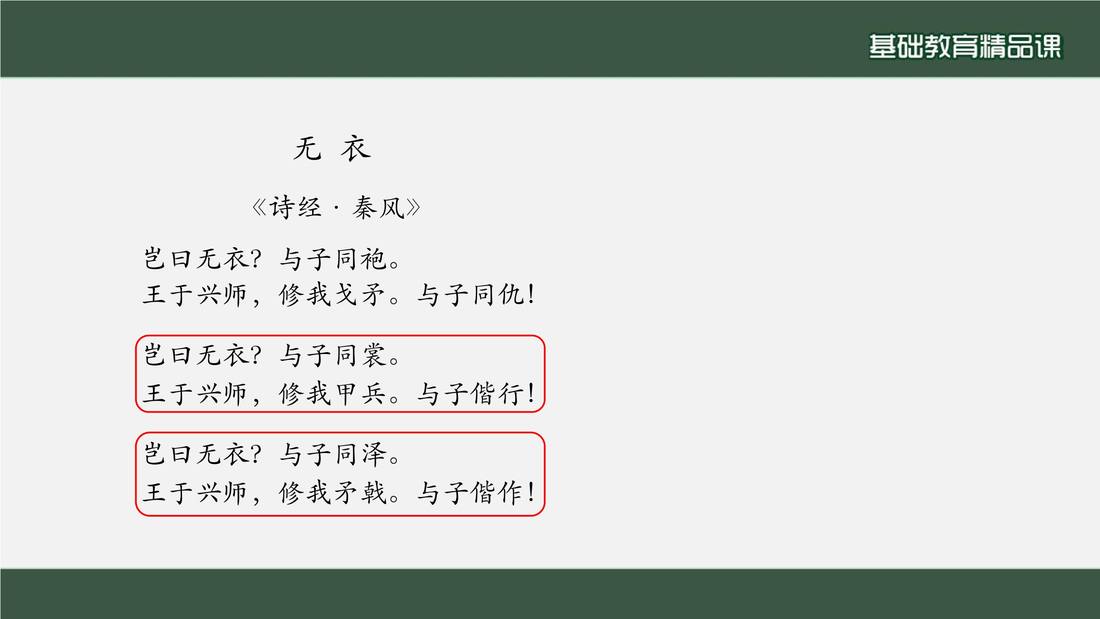 基础教育精品课
无 衣
《诗经·秦风》
岂曰无衣？与子同袍。
王于兴师，修我戈矛。与子同仇！
岂曰无衣？与子同裳。
王于兴师，修我甲兵。与子偕行！
岂曰无衣？与子同泽。
王于兴师，修我矛戟。与子偕作！